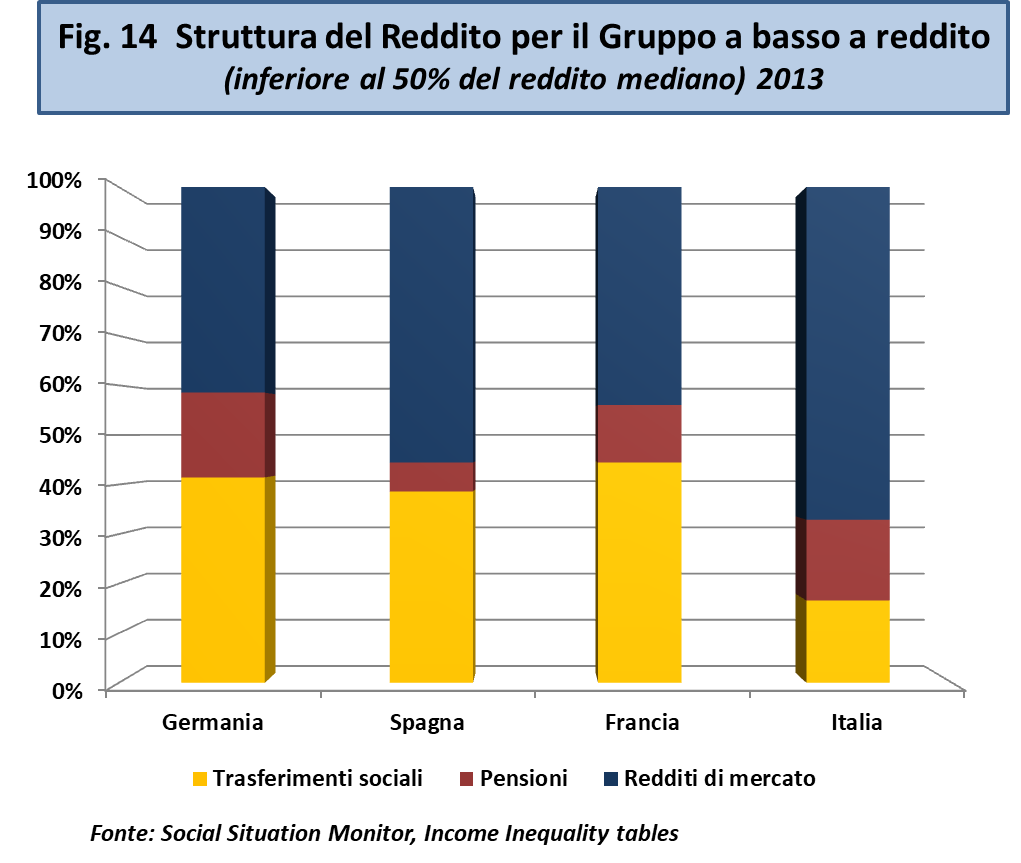 Fig. 14  Struttura del Reddito per il Gruppo a basso a reddito
(inferiore al 50% del reddito mediano) 2013
100%
90%
80%
70%
60%
50%
40%
30%
20%
10%
0%
Germania
Spagna
Francia
Italia
Trasferimenti sociali
Pensioni
Redditi di mercato
Fonte: Social Situation Monitor, Income Inequality tables